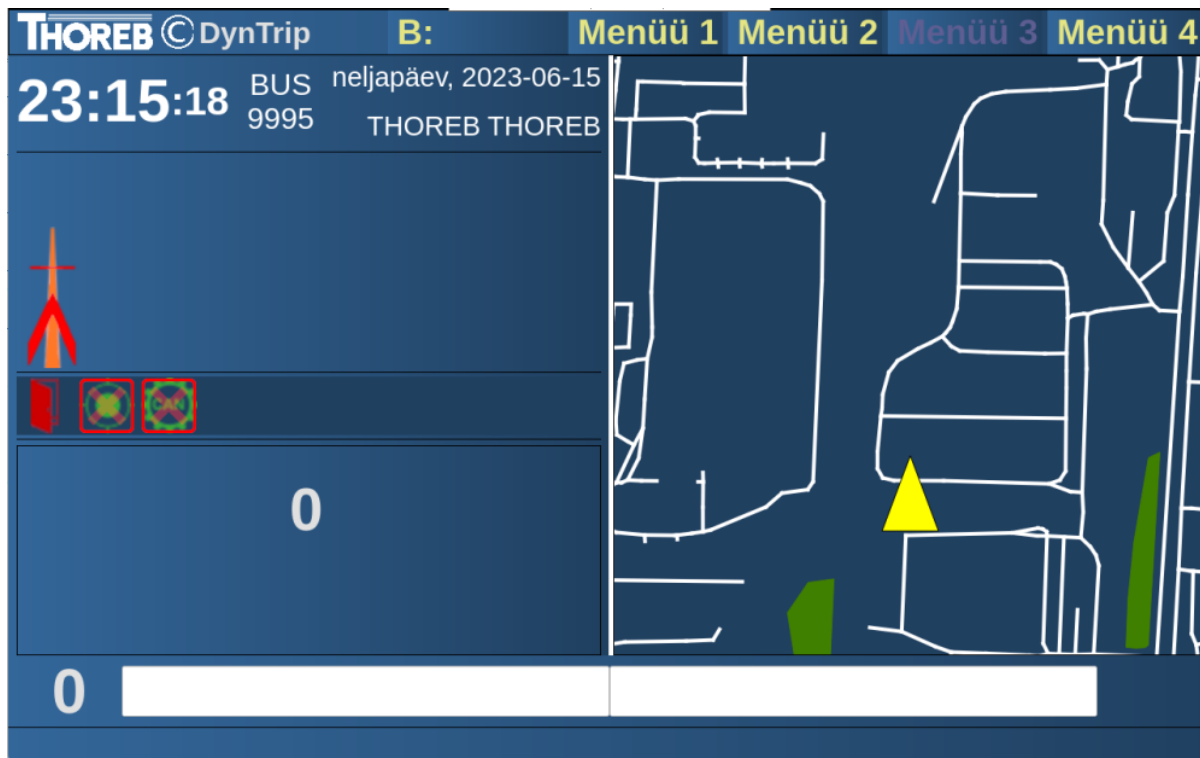 THOREB © DynTrip B: Menüü 1 Menüü 2 Menüü 3 Menüü 4
23:15:18 BUS 9995
neljapäev, 2023-06-15
THOREB THOREB
CAN
0
0